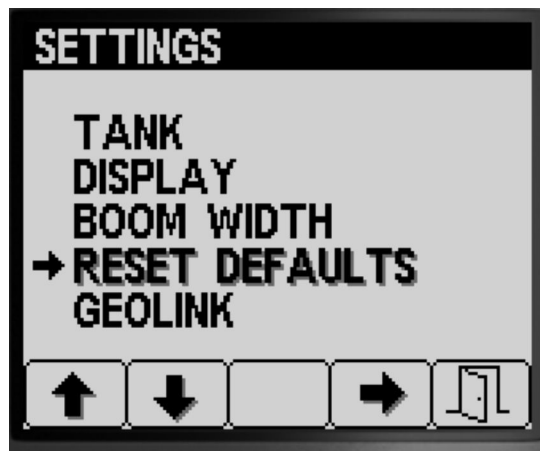 SETTINGS
TANK
DISPLAY
BOOM WIDTH
RESET DEFAULTS
GEOLINK